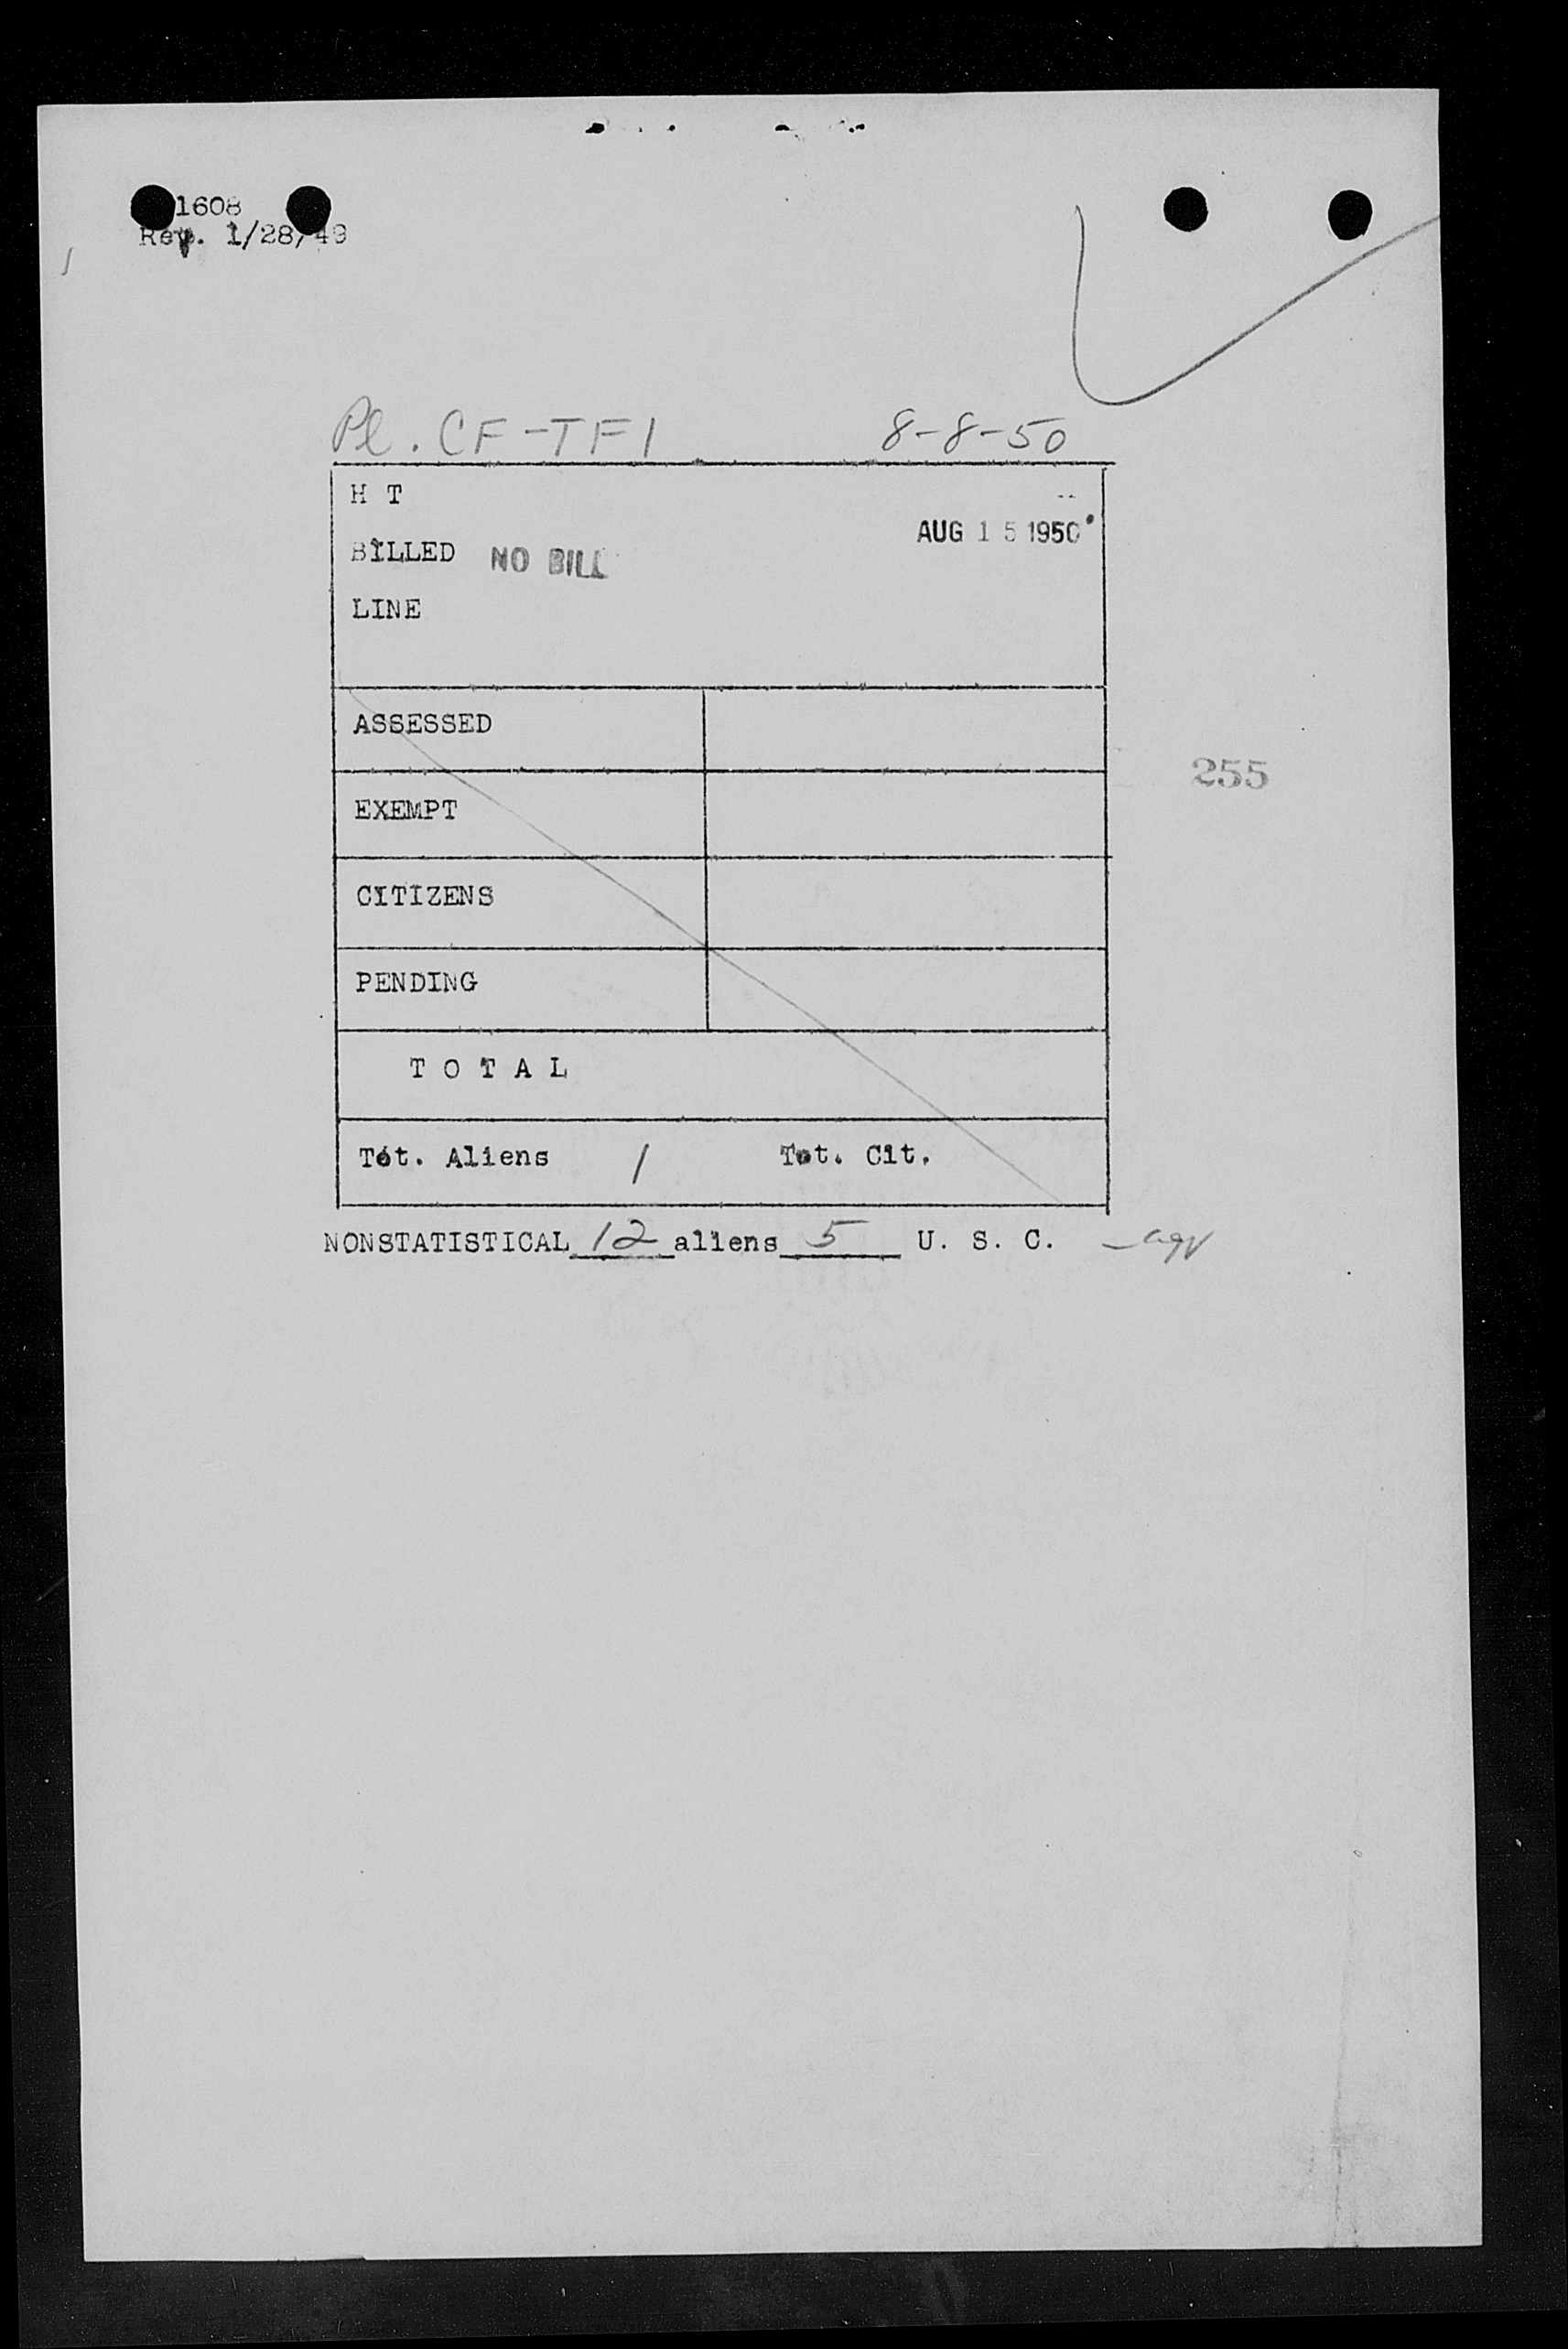 1608
Rev. 1/28/49
Pl. CF-TF1 8-8-50
H T
AUG 15 1950
BILLED NO BILL
LINE
ASSESSED
255
EXEMPT
CITIZENS
PENDING
T O T A L
Tot. Aliens 1 Tot. Cit.
NONSTATISTICAL 12 aliens 5 U. S. C.